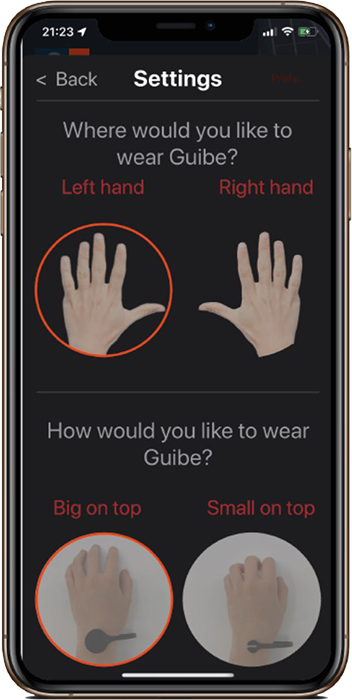 21:23
< Back
Settings
Where would you like to
wear Guibe?
Left hand
Right hand
How would you like to wear
Guibe?
Big on top
Small on top